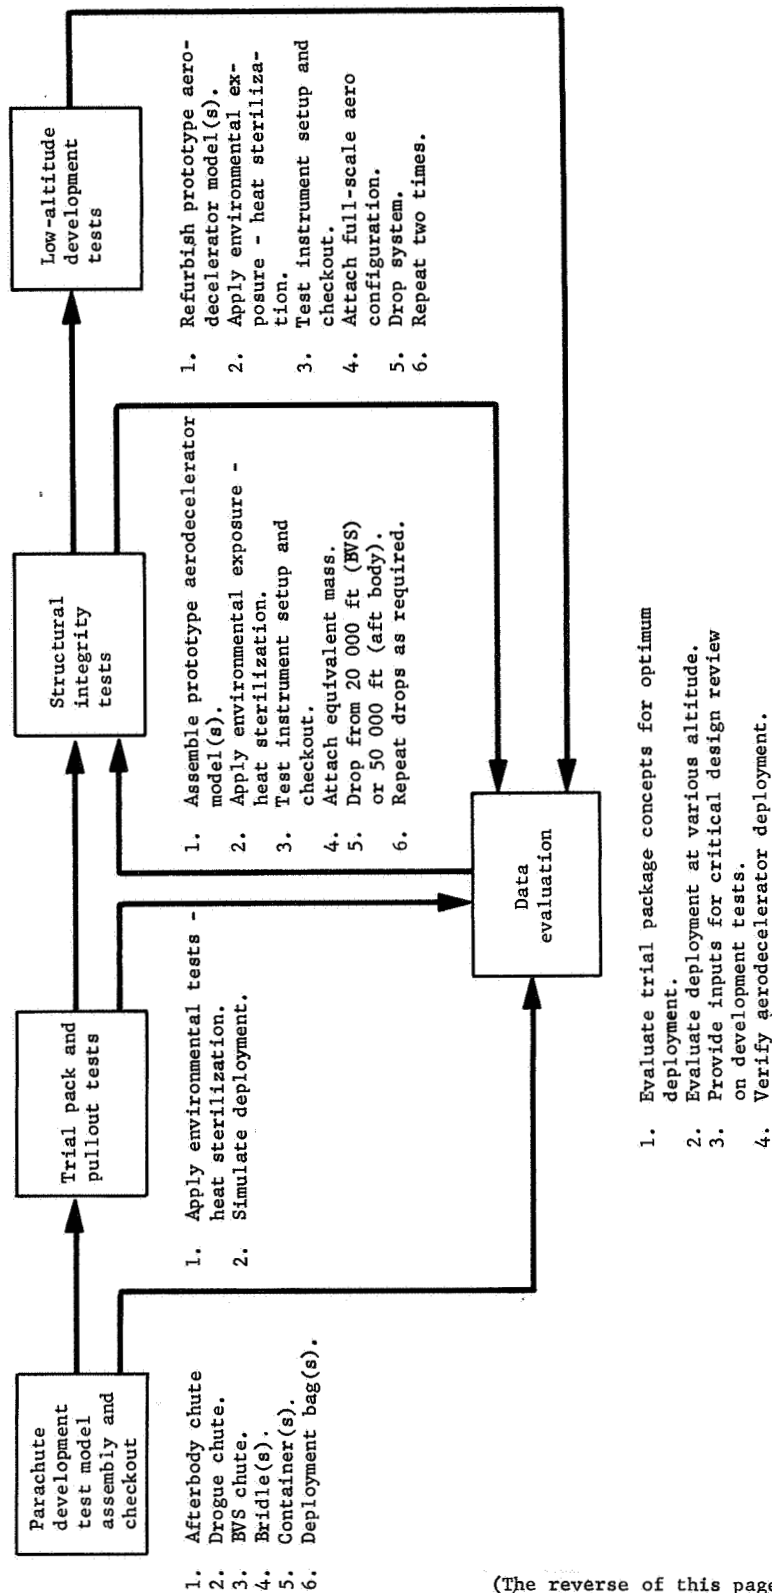 Parachute
development
test model
assembly and
checkout
1. Afterbody chute
2. Drogue chute.
3. BVS chute.
4. Bridle(s).
5. Container(s).
6. Deployment bag(s).
Trial pack and
pullout tests
1. Apply environmental tests -
heat sterilization.
2. Simulate deployment.
Structural
integrity
tests
1. Assemble prototype aerodecelerator
model(s).
2. Apply environmental exposure -
heat sterilization.
3. Test instrument setup and
checkout.
4. Attach equivalent mass.
5. Drop from 20 000 ft (BVS)
or 50 000 ft (aft body).
6. Repeat drops as required.
Low-altitude
development
tests
1. Refurbish prototype aero-
decelerator model(s).
2. Apply environmental ex-
posure - heat steriliza-
tion.
3. Test instrument setup and
checkout.
4. Attach full-scale aero
configuration.
5. Drop system.
6. Repeat two times.
Data
evaluation
1. Evaluate trial package concepts for optimum
deployment.
2. Evaluate deployment at various altitude.
3. Provide inputs for critical design review
on development tests.
4. Verify aerodecelerator deployment.
(The reverse of this page